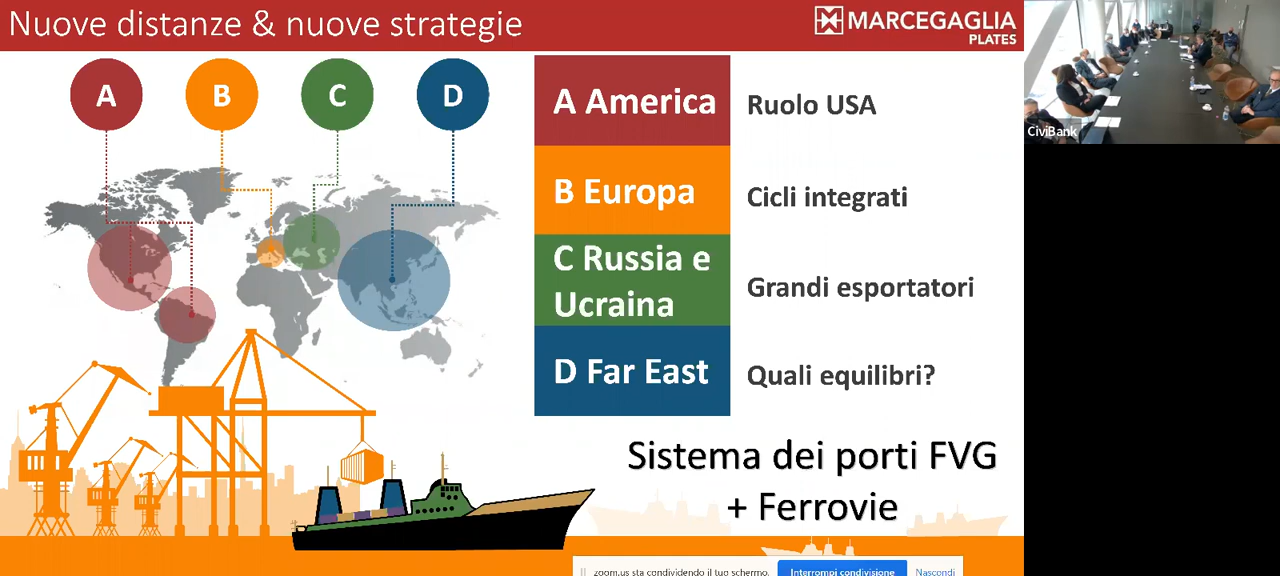 Nuove distanze & nuove strategie
MARCEGAGLIA
PLATES
A
B
C
D
A America
Ruolo USA
B Europa
Cicli integrati
C Russia e
Ucraina
Grandi esportatori
D Far East
Quali equilibri?
Sistema dei porti FVG
+ Ferrovie
CiviBank
zoom.us sta condividendo il tuo schermo.
Interrompi condivisione
Nascondi